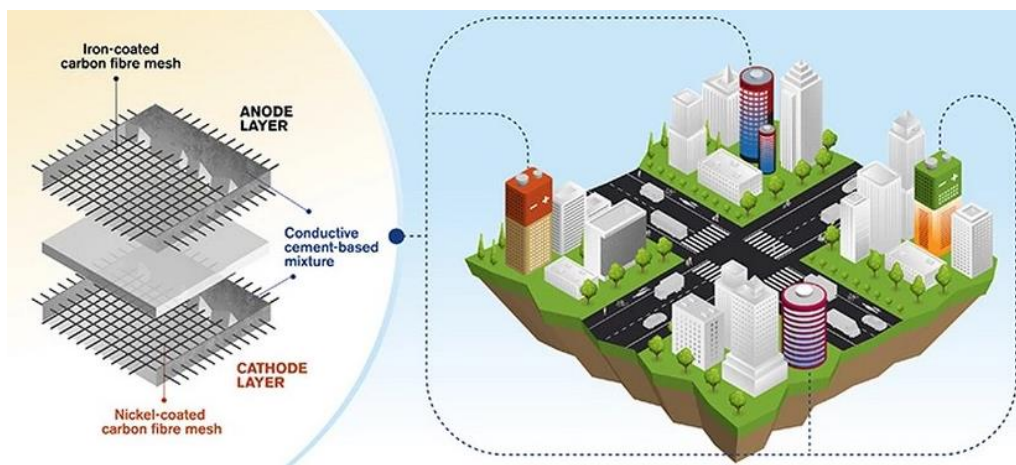 Iron-coated
carbon fibre mesh
ANODE
LAYER
Conductive
cement-based
mixture
CATHODE
LAYER
Nickel-coated
carbon fibre mesh
- +
- +